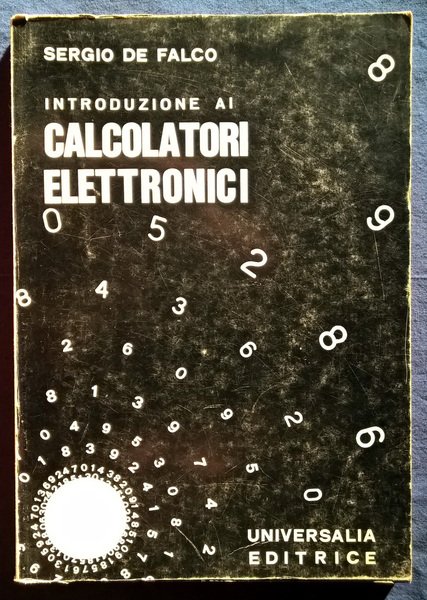 SERGIO DE FALCO
INTRODUZIONE AI
CALCOLATORI
ELETTRONICI
UNIVERSALIA
EDITRICE